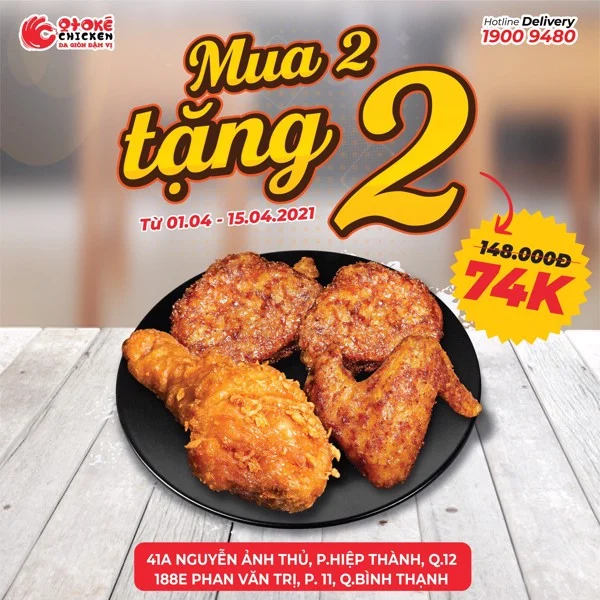 OTOKÉ
CHICKEN
DA GIÒN ĐẬM VỊ
Hotline Delivery
1900 9480
Mua 2
tặng 2
Từ 01.04 - 15.04.2021
148.000Đ
74K
41A NGUYỄN ẢNH THỦ, P.HIỆP THÀNH, Q.12
188E PHAN VĂN TRỊ, P. 11, Q.BÌNH THẠNH